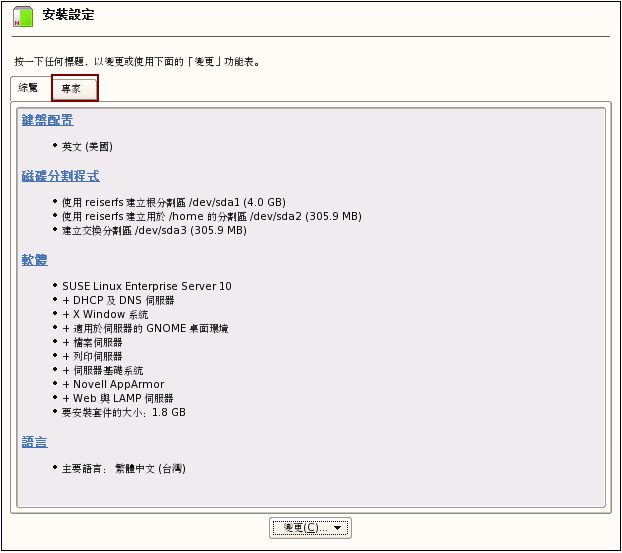 安裝設定
按一下任何標題，以變更或使用下面的「變更」功能表。
綜覽
專家
鍵盤配置
• 英文 (美國)
磁碟分割程式
• 使用 reiserfs 建立根分割區 /dev/sda1 (4.0 GB)
• 使用 reiserfs 建立用於 /home 的分割區 /dev/sda2 (305.9 MB)
• 建立交換分割區 /dev/sda3 (305.9 MB)
軟體
• SUSE Linux Enterprise Server 10
• + DHCP 及 DNS 伺服器
• + X Window 系統
• + 適用於伺服器的 GNOME 桌面環境
• + 檔案伺服器
• + 列印伺服器
• + 伺服器基礎系統
• + Novell AppArmor
• + Web 與 LAMP 伺服器
• 要安裝套件的大小：1.8 GB
語言
• 主要語言： 繁體中文 (台灣)
變更(C)...